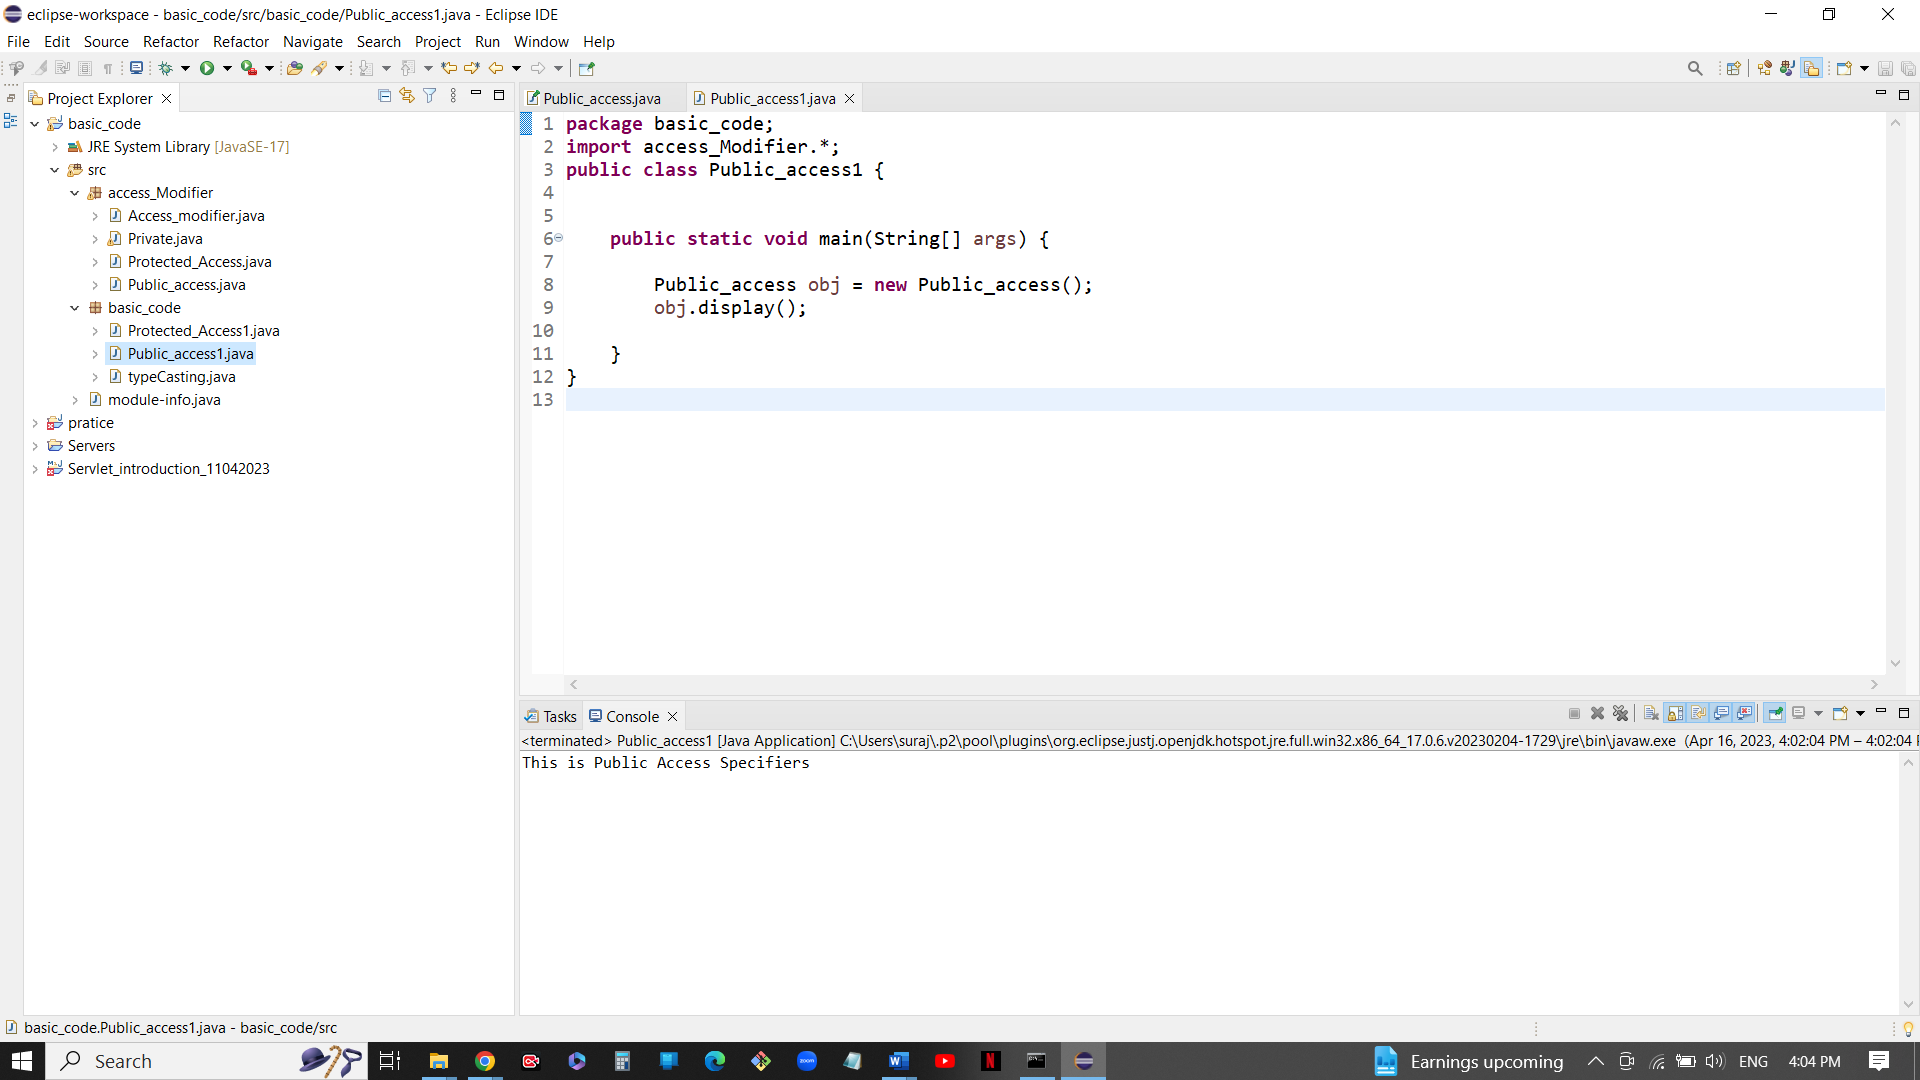 eclipse-workspace - basic_code/src/basic_code/Public_access1.java - Eclipse IDE
File Edit Source Refactor Refactor Navigate Search Project Run Window Help
Project Explorer
basic_code
JRE System Library [JavaSE-17]
src
access_Modifier
Access_modifier.java
Private.java
Protected_Access.java
Public_access.java
basic_code
Protected_Access1.java
Public_access1.java
typeCasting.java
module-info.java
pratice
Servers
Servlet_introduction_11042023
Public_access.java Public_access1.java
1 package basic_code;
2 import access_Modifier.*;
3 public class Public_access1 {
4
5
6 public static void main(String[] args) {
7
8 Public_access obj = new Public_access();
9 obj.display();
10
11 }
12 }
13
Tasks Console
<terminated> Public_access1 [Java Application] C:\Users\suraj\.p2\pool\plugins\org.eclipse.justj.openjdk.hotspot.jre.full.win32.x86_64_17.0.6.v20230204-1729\jre\bin\javaw.exe (Apr 16, 2023, 4:02:04 PM – 4:02:04
This is Public Access Specifiers
basic_code.Public_access1.java - basic_code/src
Search
Earnings upcoming ENG 4:04 PM